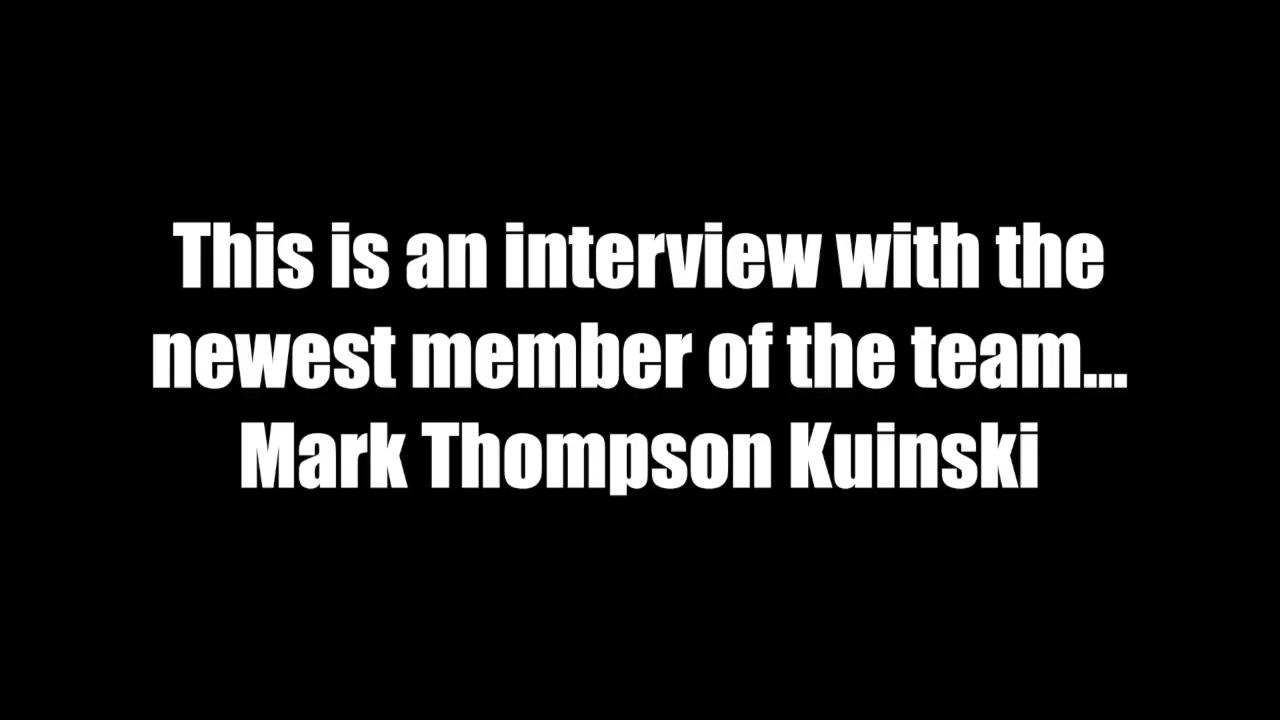 This is an interview with the
newest member of the team...
Mark Thompson Kuinski